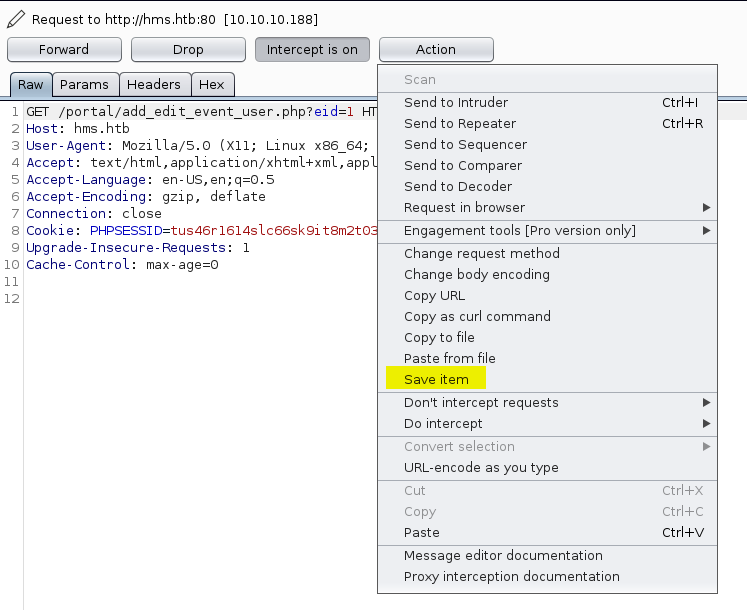 Request to http://hms.htb:80 [10.10.10.188]
Forward Drop Intercept is on Action
Raw Params Headers Hex
1 GET /portal/add_edit_event_user.php?eid=1 HT
2 Host: hms.htb
3 User-Agent: Mozilla/5.0 (X11; Linux x86_64;
4 Accept: text/html,application/xhtml+xml,appl
5 Accept-Language: en-US,en;q=0.5
6 Accept-Encoding: gzip, deflate
7 Connection: close
8 Cookie: PHPSESSID=tus46r1614slc66sk9it8m2t03
9 Upgrade-Insecure-Requests: 1
10 Cache-Control: max-age=0
11
12
Scan
Send to Intruder Ctrl+I
Send to Repeater Ctrl+R
Send to Sequencer
Send to Comparer
Send to Decoder
Request in browser
Engagement tools [Pro version only]
Change request method
Change body encoding
Copy URL
Copy as curl command
Copy to file
Paste from file
Save item
Don't intercept requests
Do intercept
Convert selection
URL-encode as you type
Cut Ctrl+X
Copy Ctrl+C
Paste Ctrl+V
Message editor documentation
Proxy interception documentation